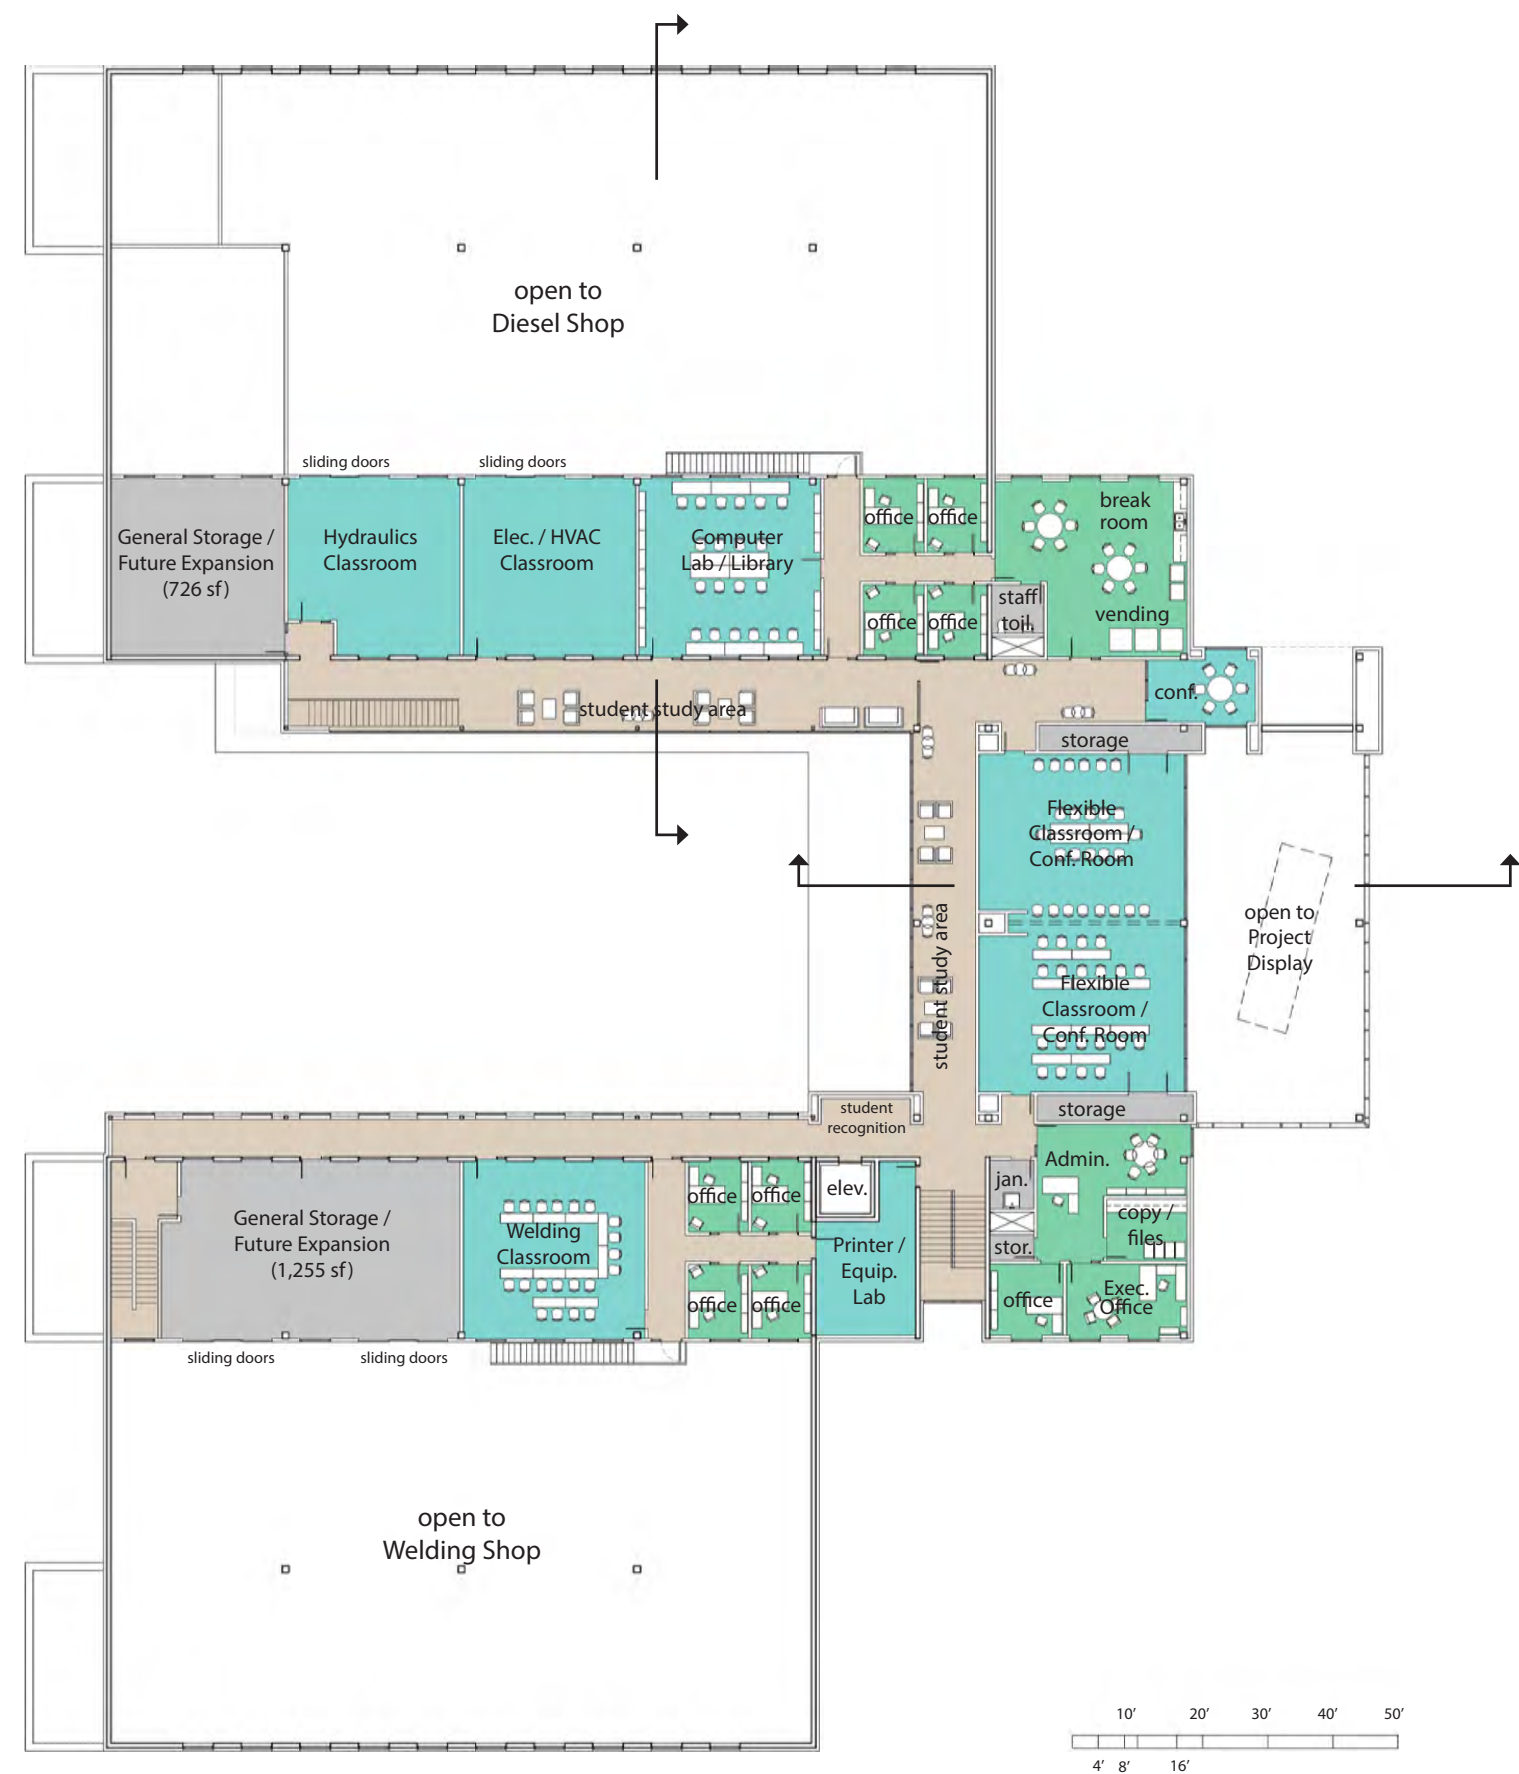 open to
Diesel Shop
sliding doors
sliding doors
General Storage /
Future Expansion
(726 sf)
Hydraulics
Classroom
Elec. / HVAC
Classroom
Computer
Lab / Library
office
office
office
office
break
room
vending
staff
toil.
conf.
student study area
storage
Flexible
Classroom /
Conf. Room
student study area
open to
Project
Display
Flexible
Classroom /
Conf. Room
storage
student
recognition
General Storage /
Future Expansion
(1,255 sf)
Welding
Classroom
office
office
office
office
elev.
Printer /
Equip.
Lab
jan.
stor.
Admin.
copy /
files
office
Exec.
Office
sliding doors
sliding doors
open to
Welding Shop
10' 20' 30' 40' 50'
4' 8' 16'